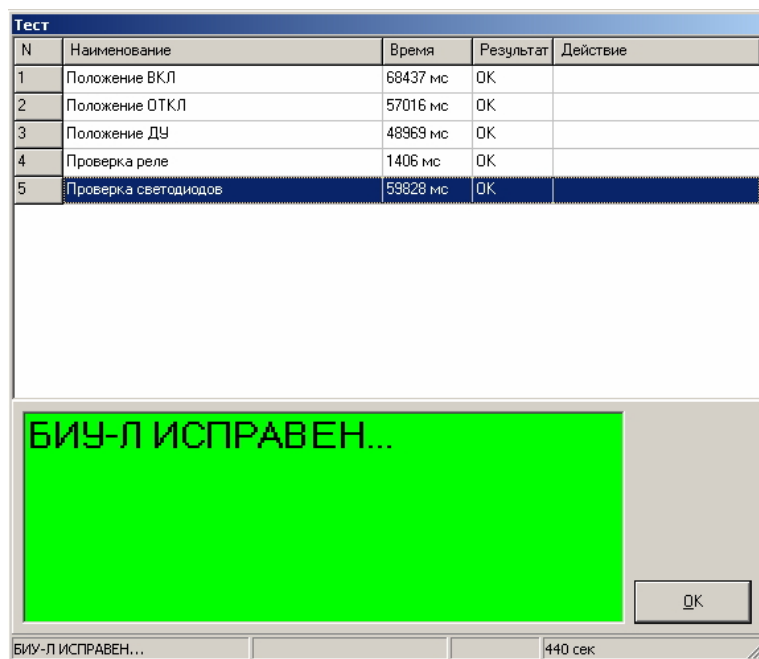 Тест
N Наименование Время Результат Действие
1 Положение ВКЛ 68437 мс OK
2 Положение ОТКЛ 57016 мс OK
3 Положение ДУ 48969 мс OK
4 Проверка реле 1406 мс OK
5 Проверка светодиодов 59828 мс OK
БИУ-Л ИСПРАВЕН...
OK
БИУ-Л ИСПРАВЕН... 440 сек